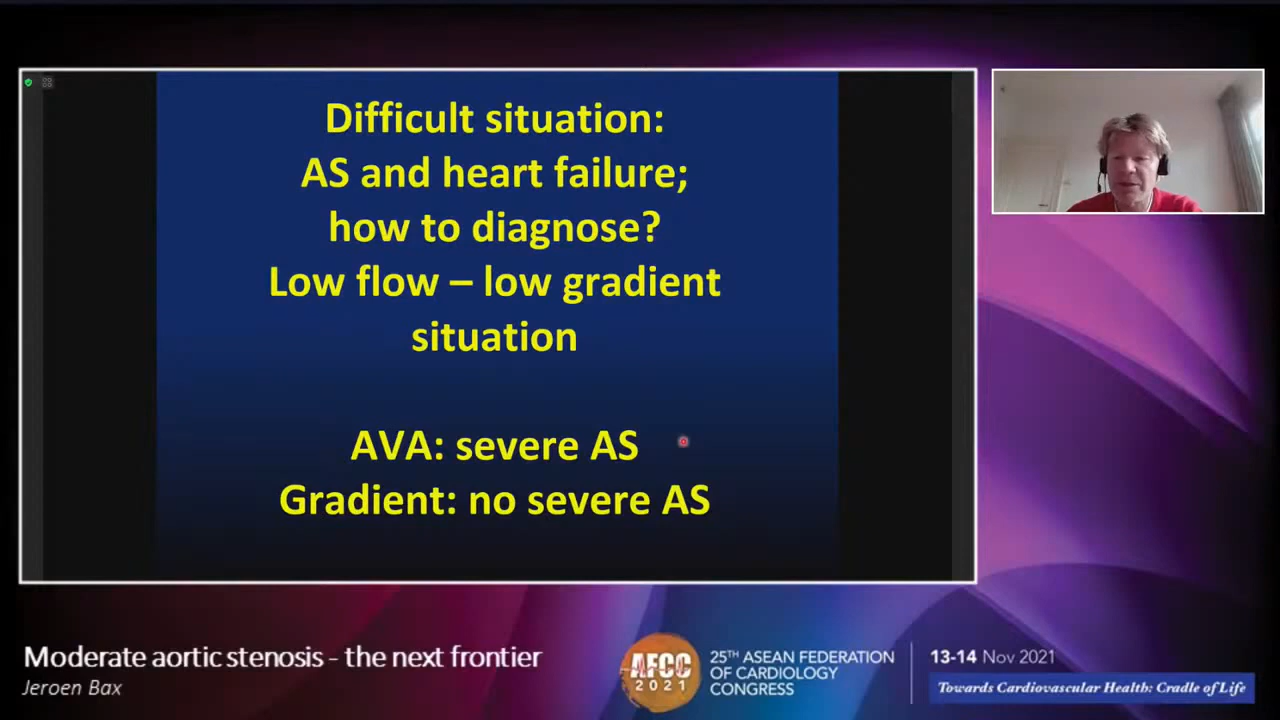 Difficult situation:
AS and heart failure;
how to diagnose?
Low flow – low gradient
situation
AVA: severe AS
Gradient: no severe AS
Moderate aortic stenosis - the next frontier
Jeroen Bax
AFCC
2021
25TH ASEAN FEDERATION
OF CARDIOLOGY
CONGRESS
13-14 Nov 2021
Towards Cardiovascular Health: Cradle of Life